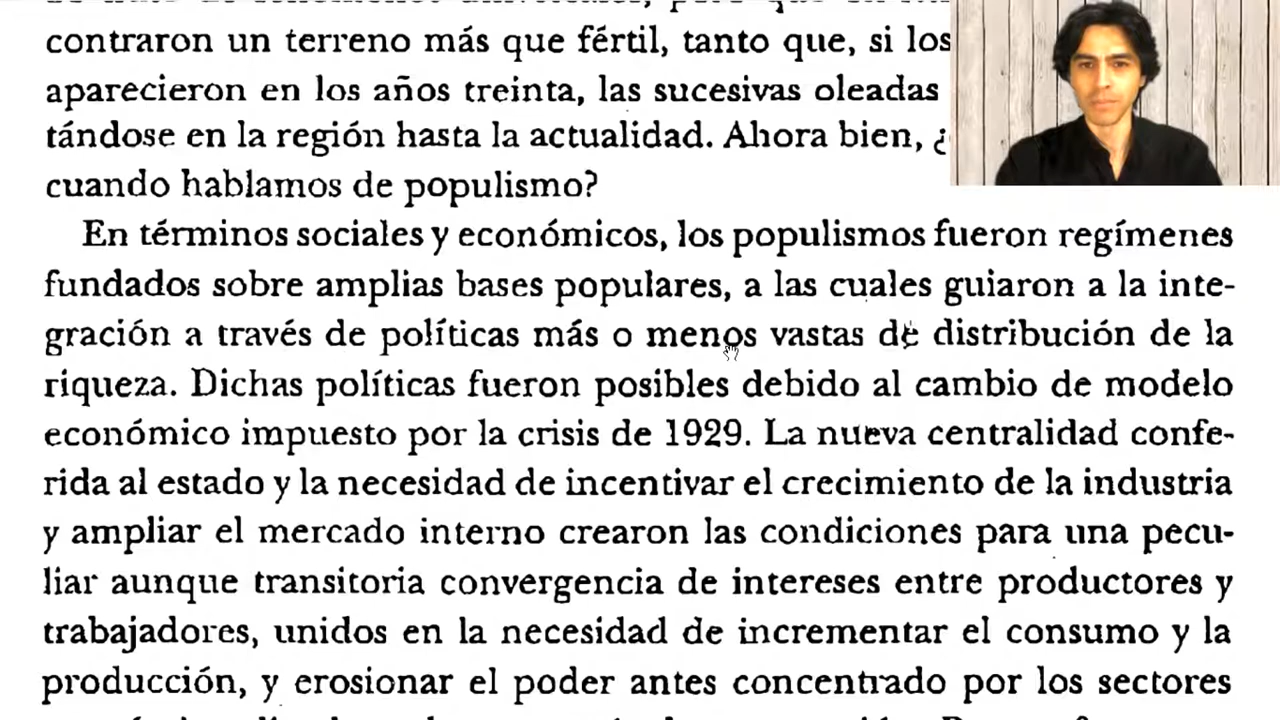 contraron un terreno más que fértil, tanto que, si los
aparecieron en los años treinta, las sucesivas oleadas
tándose en la región hasta la actualidad. Ahora bien, ¿
cuando hablamos de populismo?
En términos sociales y económicos, los populismos fueron regímenes
fundados sobre amplias bases populares, a las cuales guiaron a la inte-
gración a través de políticas más o menos vastas de distribución de la
riqueza. Dichas políticas fueron posibles debido al cambio de modelo
económico impuesto por la crisis de 1929. La nueva centralidad confe-
rida al estado y la necesidad de incentivar el crecimiento de la industria
y ampliar el mercado interno crearon las condiciones para una pecu-
liar aunque transitoria convergencia de intereses entre productores y
trabajadores, unidos en la necesidad de incrementar el consumo y la
producción, y erosionar el poder antes concentrado por los sectores